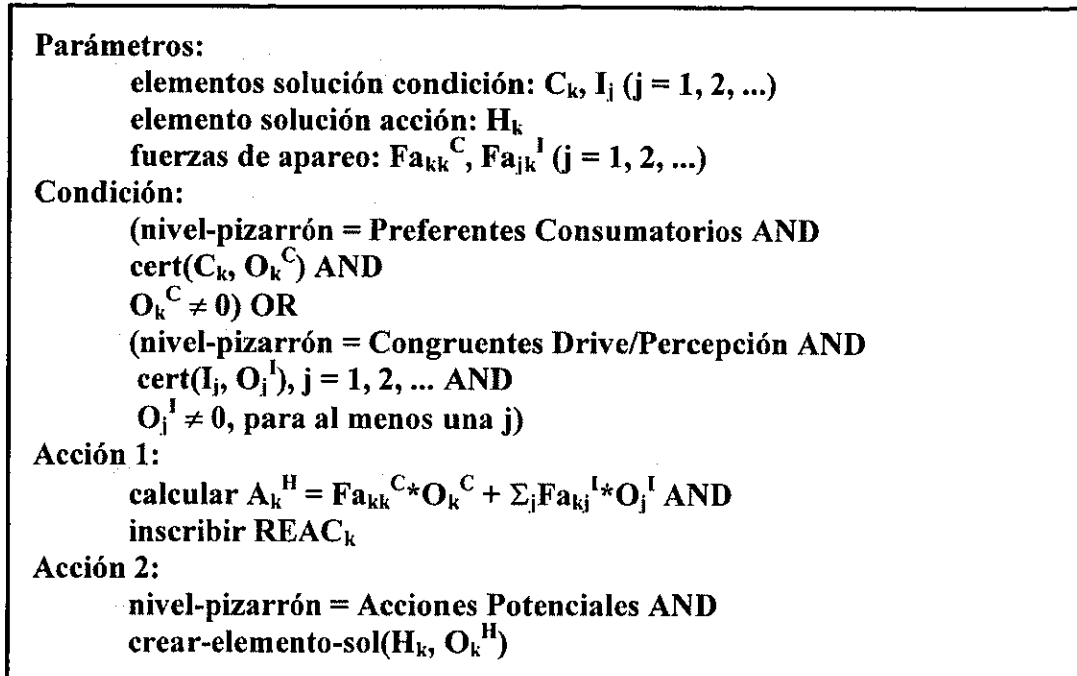 Parámetros:
elementos solución condición: Cₖ, Iⱼ (j = 1, 2, ...)
elemento solución acción: Hₖ
fuerzas de apareo: Faₖₖᶜ, Faⱼₖᴵ (j = 1, 2, ...)
Condición:
(nivel-pizarrón = Preferentes Consumatorios AND
cert(Cₖ, Oₖᶜ) AND
Oₖᶜ ≠ 0) OR
(nivel-pizarrón = Congruentes Drive/Percepción AND
cert(Iⱼ, Oⱼᴵ), j = 1, 2, ... AND
Oⱼᴵ ≠ 0, para al menos una j)
Acción 1:
calcular Aₖᴴ = Faₖₖᶜ*Oₖᶜ + ΣⱼFaₖⱼᴵ*Oⱼᴵ AND
inscribir REACₖ
Acción 2:
nivel-pizarrón = Acciones Potenciales AND
crear-elemento-sol(Hₖ, Oₖᴴ)